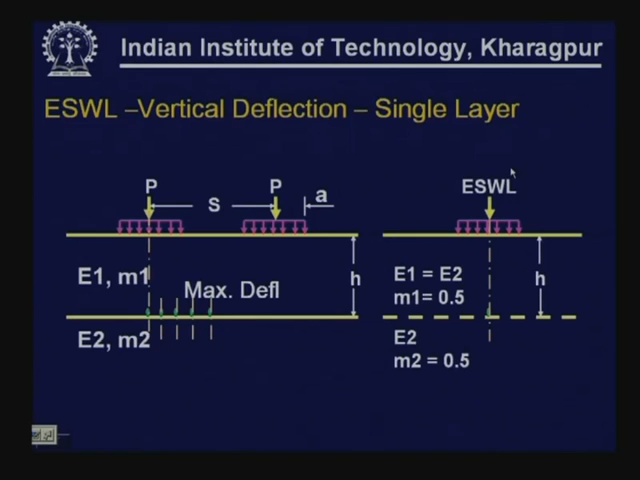 Indian Institute of Technology, Kharagpur
ESWL –Vertical Deflection – Single Layer
P
P
S
a
ESWL
E1, m1
Max. Defl
h
E1 = E2
m1= 0.5
h
E2, m2
E2
m2 = 0.5